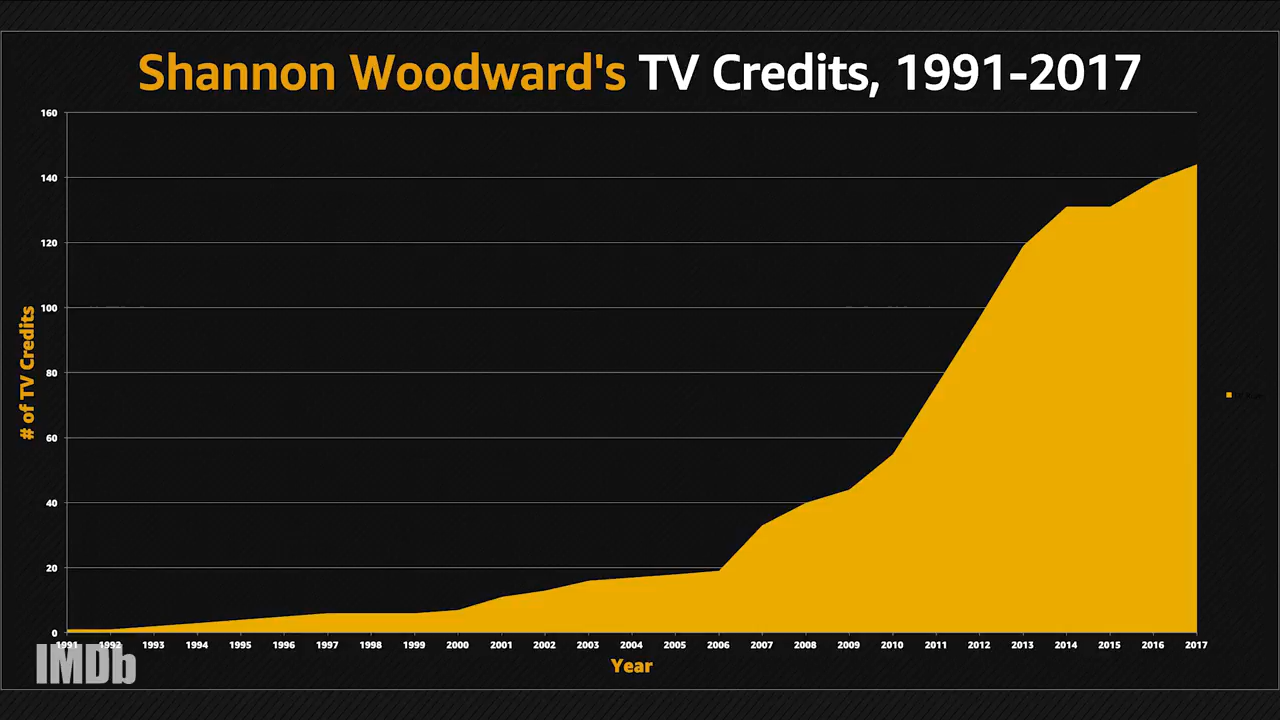 Shannon Woodward's TV Credits, 1991-2017
160
140
120
100
80
60
40
20
0
# of TV Credits
1991 1992 1993 1994 1995 1996 1997 1998 1999 2000 2001 2002 2003 2004 2005 2006 2007 2008 2009 2010 2011 2012 2013 2014 2015 2016 2017
Year
IMDb